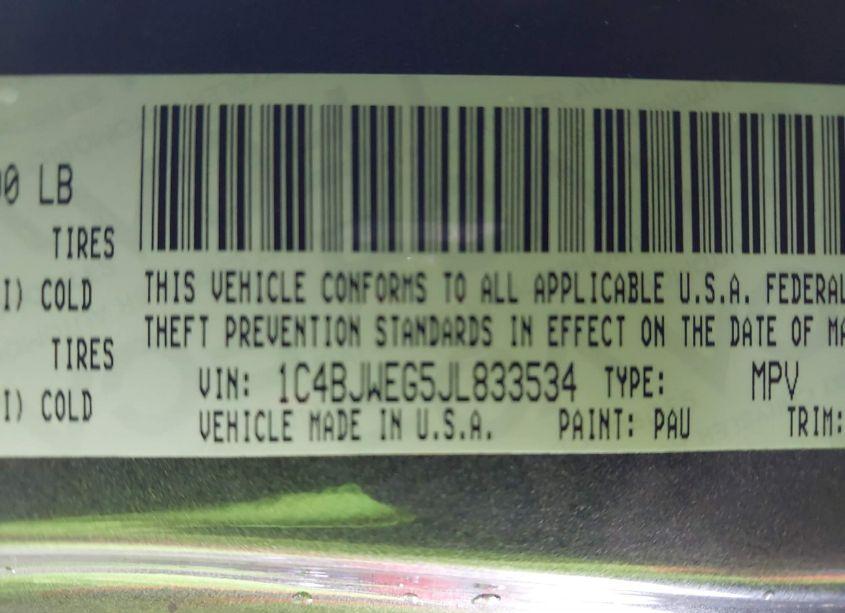 00 LB
TIRES
I) COLD
TIRES
I) COLD
THIS VEHICLE CONFORMS TO ALL APPLICABLE U.S.A. FEDERAL
THEFT PREVENTION STANDARDS IN EFFECT ON THE DATE OF MA
VIN: 1C4BJWEG5JL833534 TYPE: MPV
VEHICLE MADE IN U.S.A. PAINT: PAU TRIM: